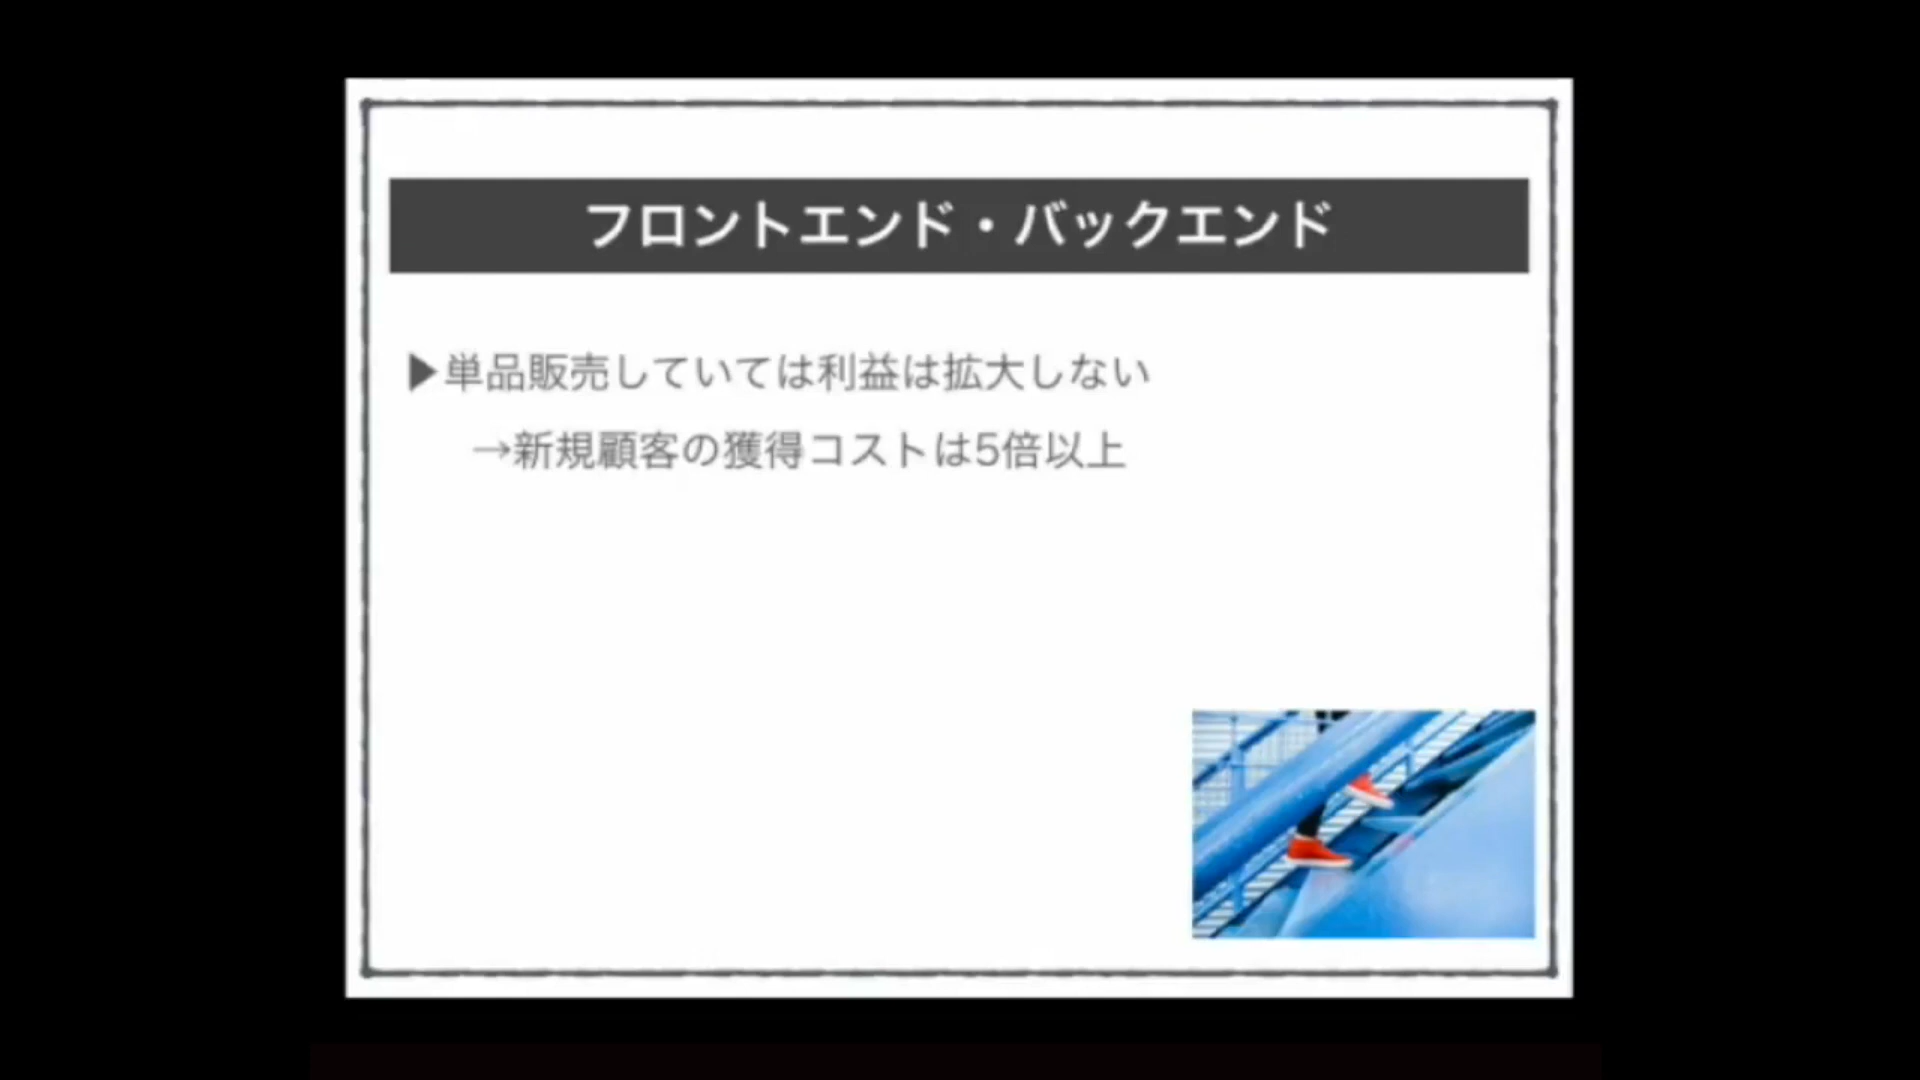 フロントエンド・バックエンド
▶単品販売していては利益は拡大しない
→新規顧客の獲得コストは5倍以上